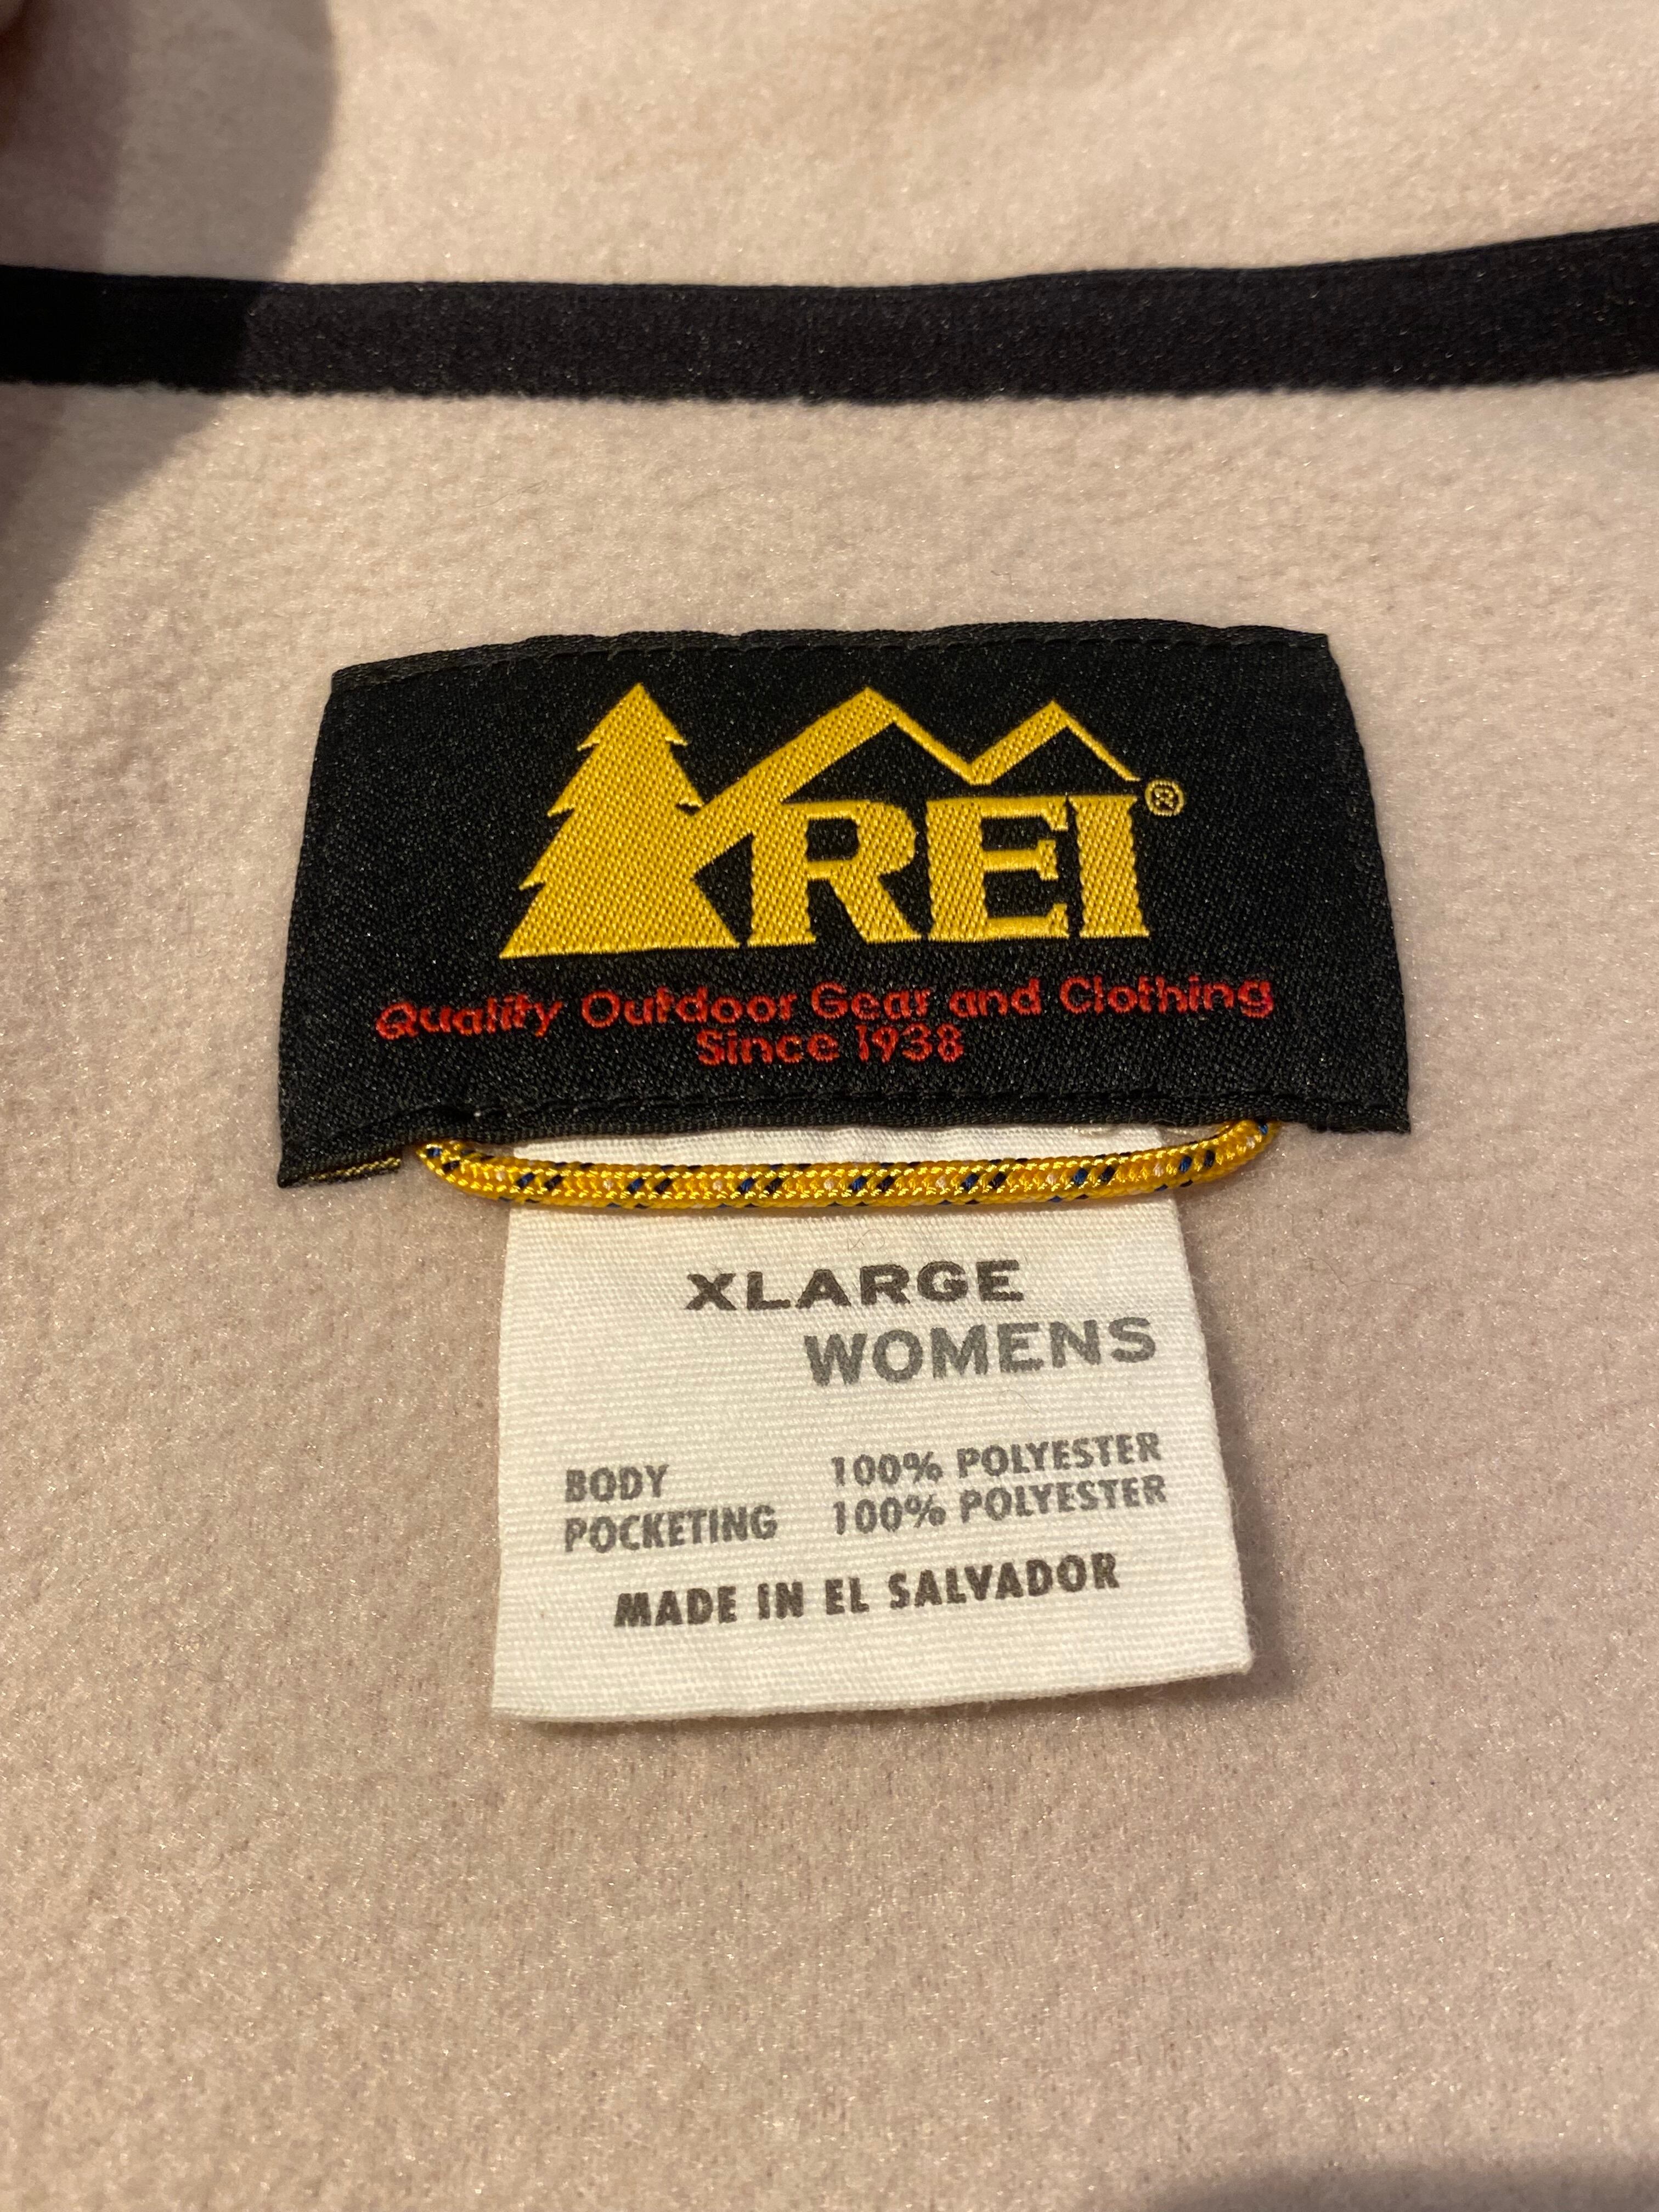 REI®
Quality Outdoor Gear and Clothing
Since 1938
XLARGE
WOMENS
BODY 100% POLYESTER
POCKETING 100% POLYESTER
MADE IN EL SALVADOR